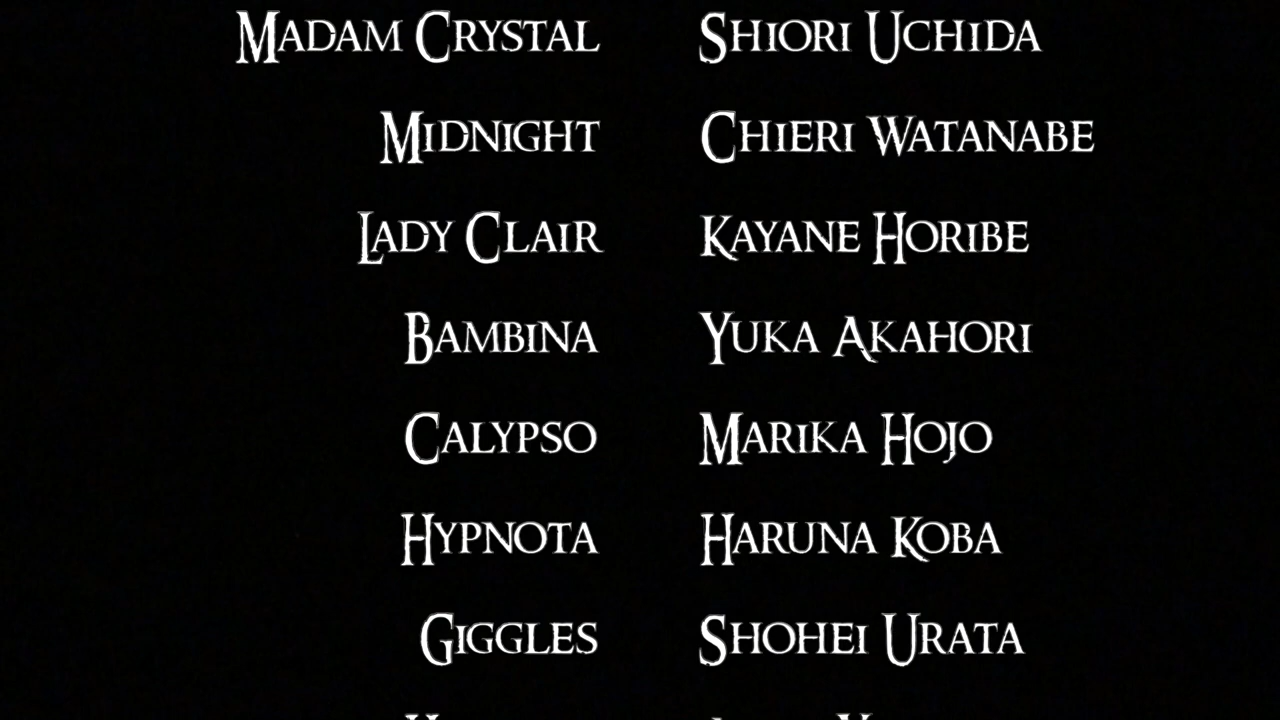 Madam Crystal Shiori Uchida
Midnight Chieri Watanabe
Lady Clair Kayane Horibe
Bambina Yuka Akahori
Calypso Marika Hojo
Hypnota Haruna Koba
Giggles Shohei Urata